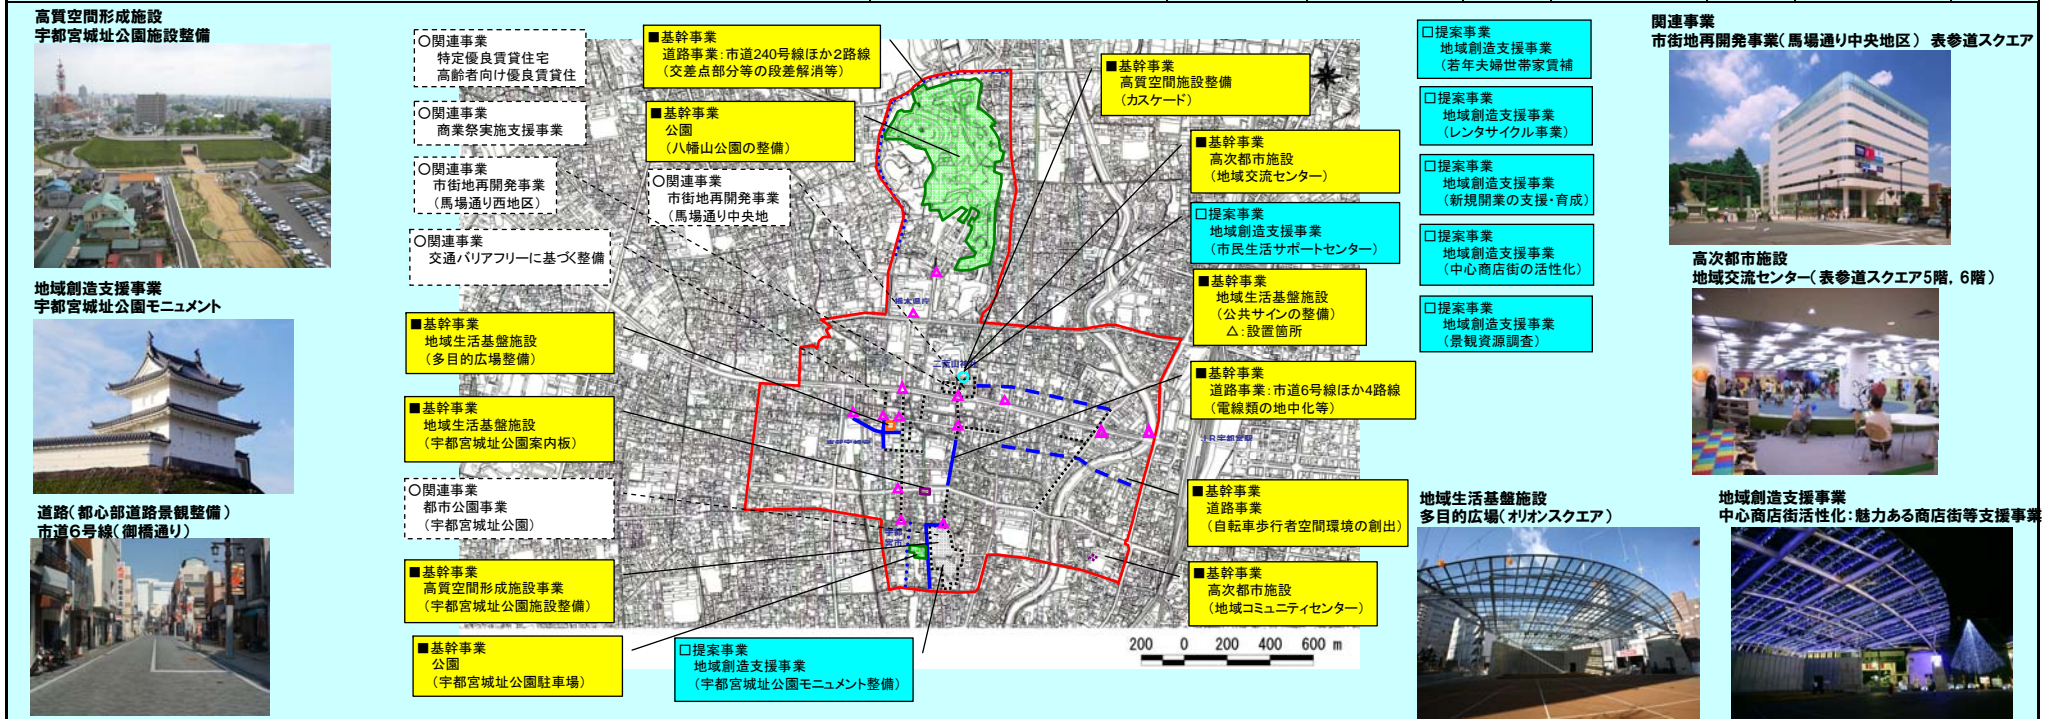 高質空間形成施設
宇都宮城址公園施設整備
地域創造支援事業
宇都宮城址公園モニュメント
道路(都心部道路景観整備)
市道6号線(御橋通り)
○関連事業
特定優良賃貸住宅
高齢者向け優良賃貸住
○関連事業
商業祭実施支援事業
○関連事業
市街地再開発事業
(馬場通り西地区)
○関連事業
交通バリアフリーに基づく整備
■基幹事業
地域生活基盤施設
(多目的広場整備)
■基幹事業
地域生活基盤施設
(宇都宮城址公園案内板)
○関連事業
都市公園事業
(宇都宮城址公園)
■基幹事業
高質空間形成施設事業
(宇都宮城址公園施設整備)
■基幹事業
公園
(宇都宮城址公園駐車場)
■基幹事業
道路事業:市道240号線ほか2路線
(交差点部分等の段差解消等)
■基幹事業
公園
(八幡山公園の整備)
○関連事業
市街地再開発事業
(馬場通り中央地
□提案事業
地域創造支援事業
(宇都宮城址公園モニュメント整備)
栃木県庁
二荒山神社
東武宇都宮
JR宇都宮駅
宇都
宮市
■基幹事業
高質空間施設整備
(カスケード)
■基幹事業
高次都市施設
(地域交流センター)
□提案事業
地域創造支援事業
(市民生活サポートセンター)
■基幹事業
地域生活基盤施設
(公共サインの整備)
△:設置箇所
■基幹事業
道路事業:市道6号線ほか4路線
(電線類の地中化等)
■基幹事業
道路事業
(自転車歩行者空間環境の創出)
■基幹事業
高次都市施設
(地域コミュニティセンター)
200 0 200 400 600 m
□提案事業
地域創造支援事業
(若年夫婦世帯家賃補
□提案事業
地域創造支援事業
(レンタサイクル事業)
□提案事業
地域創造支援事業
(新規開業の支援・育成)
□提案事業
地域創造支援事業
(中心商店街の活性化)
□提案事業
地域創造支援事業
(景観資源調査)
関連事業
市街地再開発事業(馬場通り中央地区) 表参道スクエア
高次都市施設
地域交流センター(表参道スクエア5階, 6階)
地域生活基盤施設
多目的広場(オリオンスクエア)
地域創造支援事業
中心商店街活性化:魅力ある商店街等支援事業